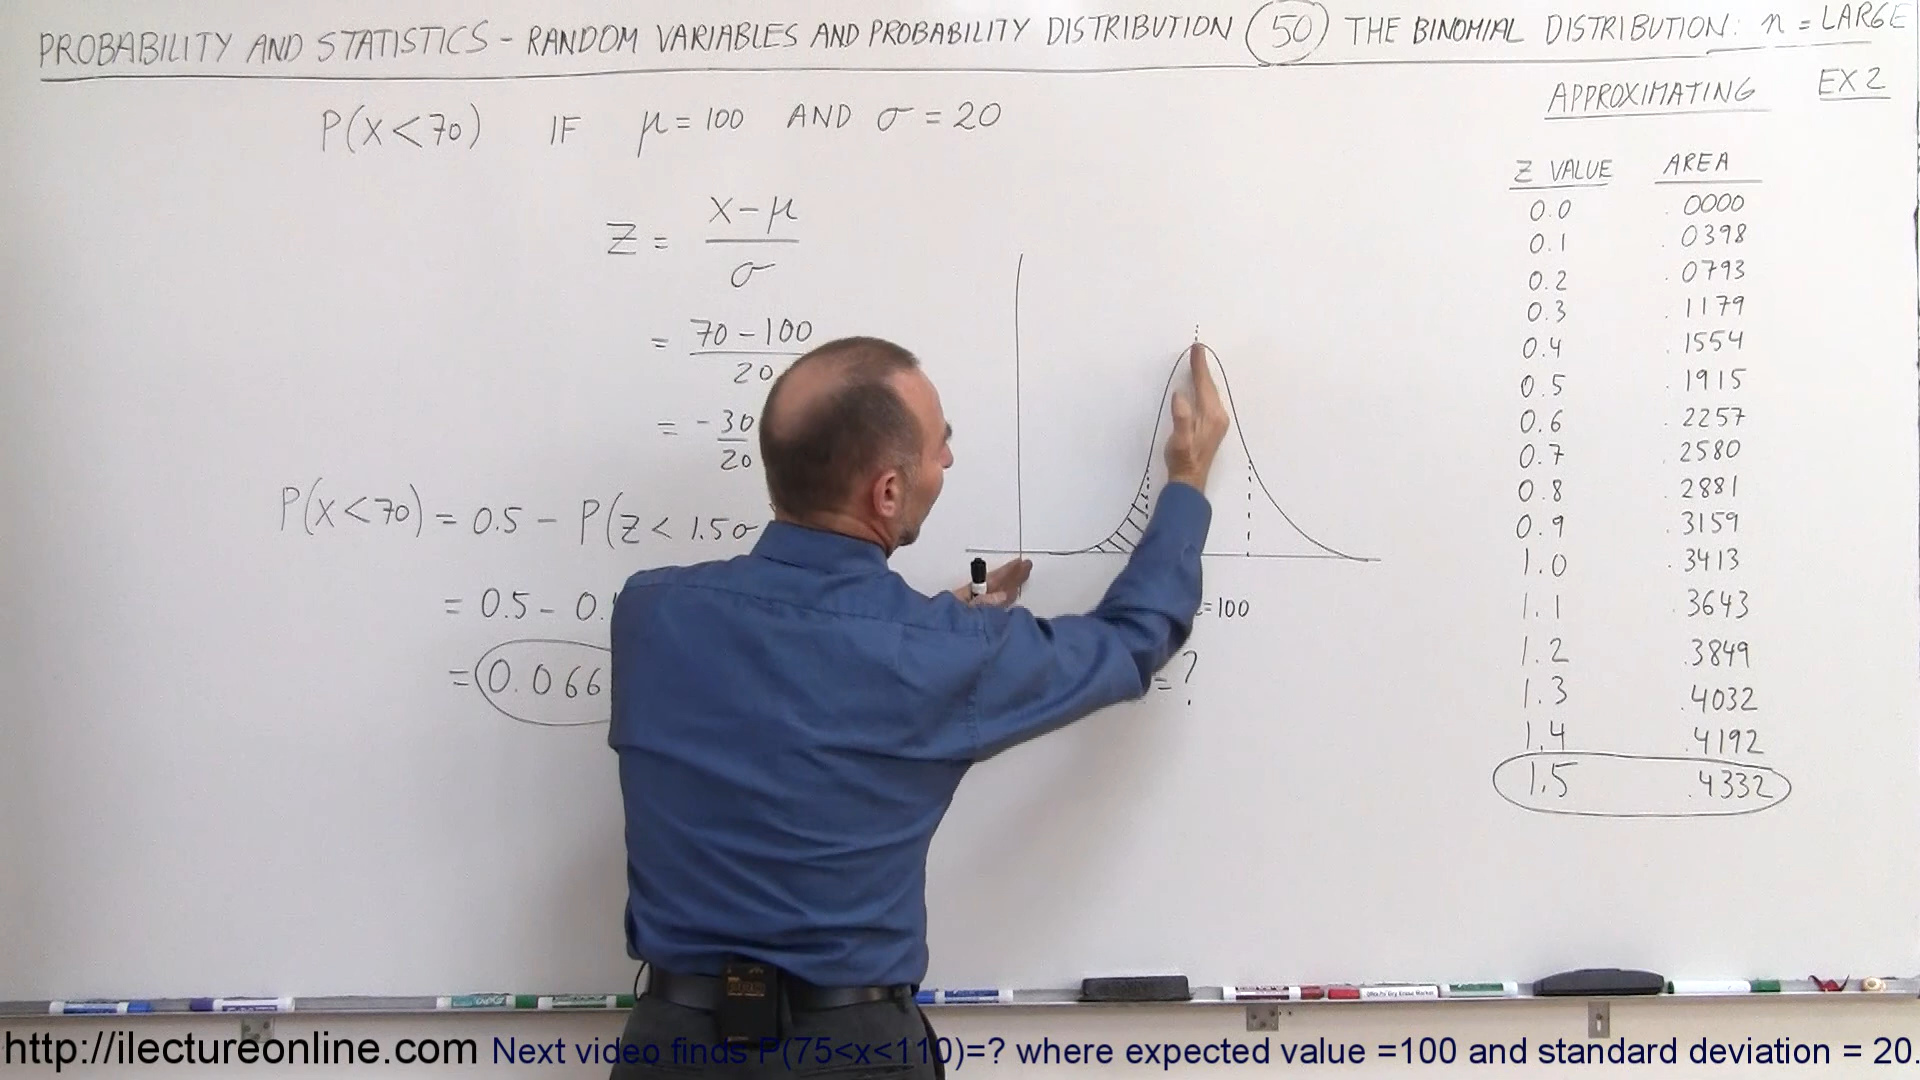 PROBABILITY AND STATISTICS - RANDOM VARIABLES AND PROBABILITY DISTRIBUTION 50 THE BINOMIAL DISTRIBUTION: n = LARGE
APPROXIMATING EX 2
P(X<70) IF μ = 100 AND σ = 20
Z VALUE AREA
0.0 .0000
0.1 .0398
0.2 .0793
0.3 .1179
0.4 .1554
0.5 .1915
0.6 .2257
0.7 .2580
0.8 .2881
0.9 .3159
1.0 .3413
1.1 .3643
1.2 .3849
1.3 .4032
1.4 .4192
1.5 .4332
Z = x-μ / σ
= 70-100 / 20
= -30 / 20
P(X<70) = 0.5 - P(Z < 1.5σ
= 0.5 - 0.
= 0.066
=100
= ?
http://ilectureonline.com Next video finds P(75<x<110)=? where expected value =100 and standard deviation = 20.